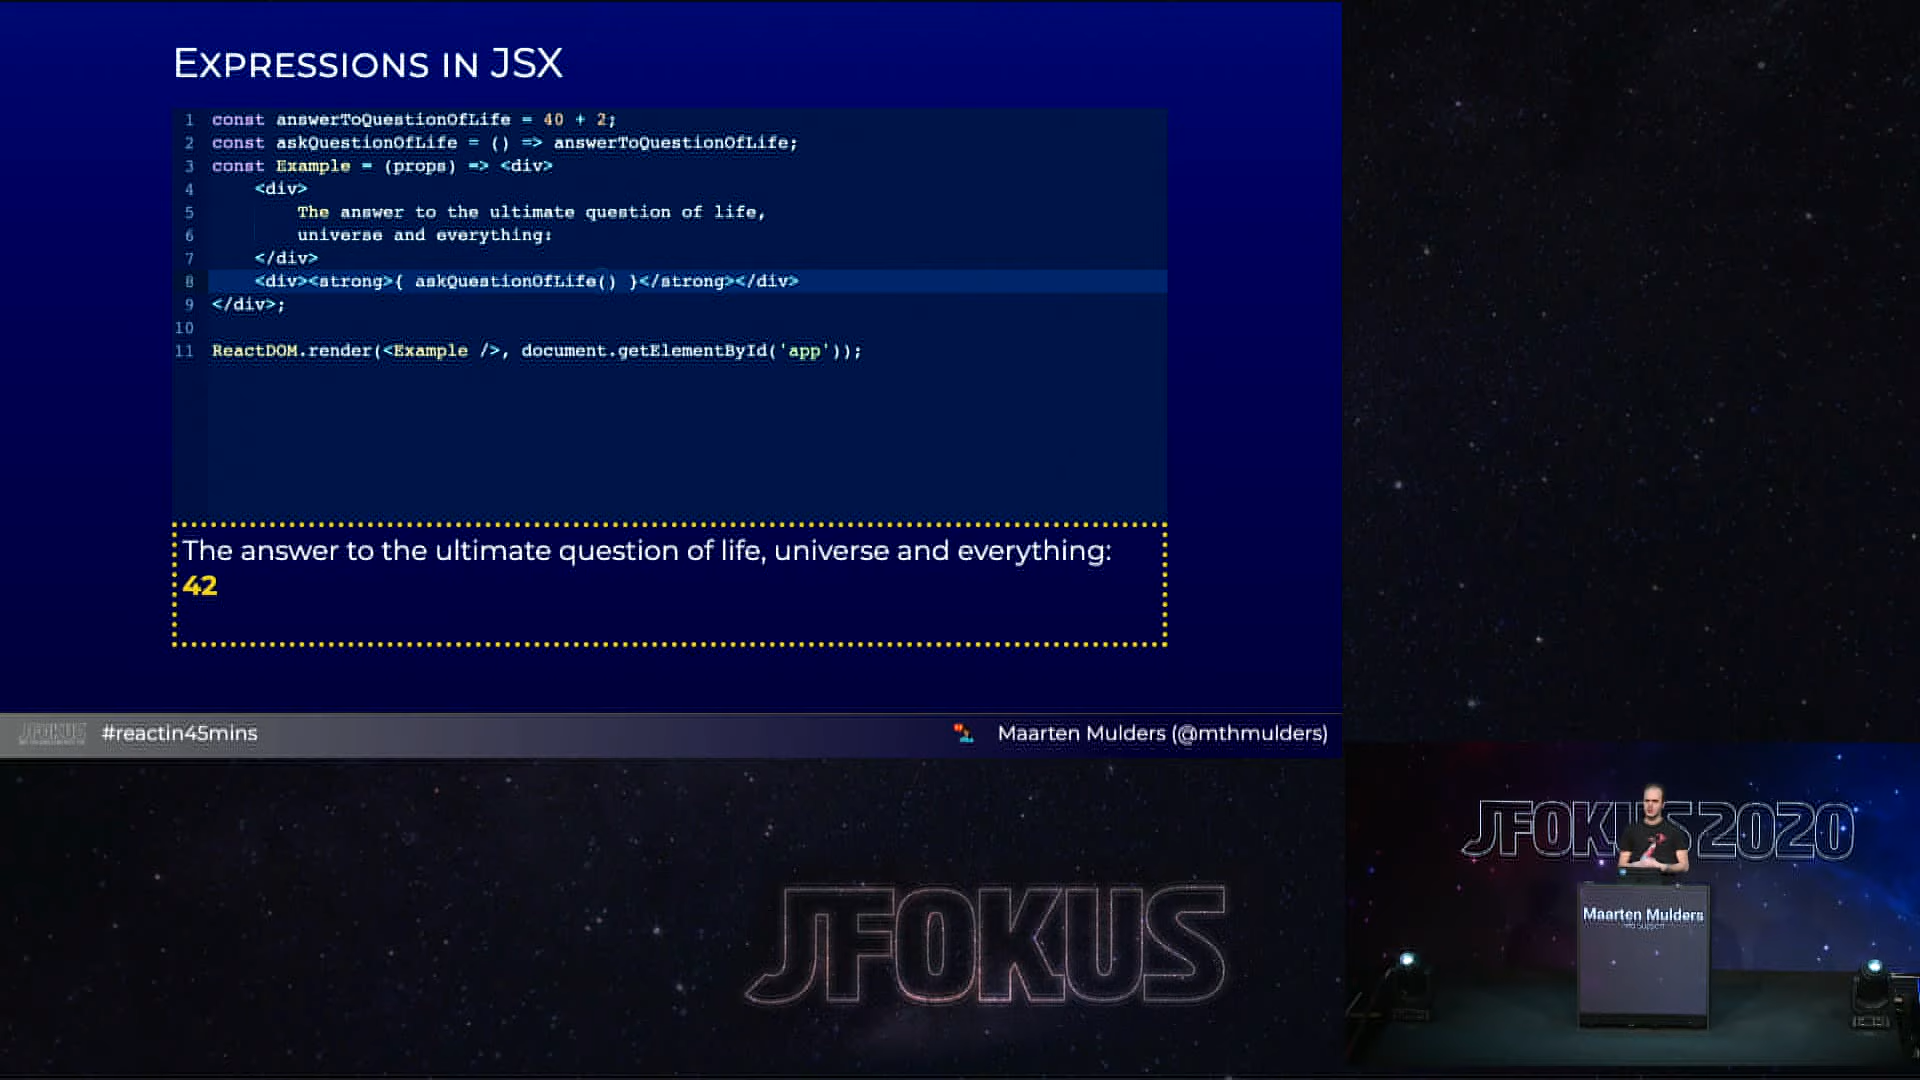 EXPRESSIONS IN JSX
1 const answerToQuestionOfLife = 40 + 2;
2 const askQuestionOfLife = () => answerToQuestionOfLife;
3 const Example = (props) => <div>
4 <div>
5 The answer to the ultimate question of life,
6 universe and everything:
7 </div>
8 <div><strong>{ askQuestionOfLife() }</strong></div>
9 </div>;
10
11 ReactDOM.render(<Example />, document.getElementById('app'));
The answer to the ultimate question of life, universe and everything:
42
JFOKUS #reactin45mins Maarten Mulders (@mthmulders)
JFOKUS 2020
Maarten Mulders
JFOKUS